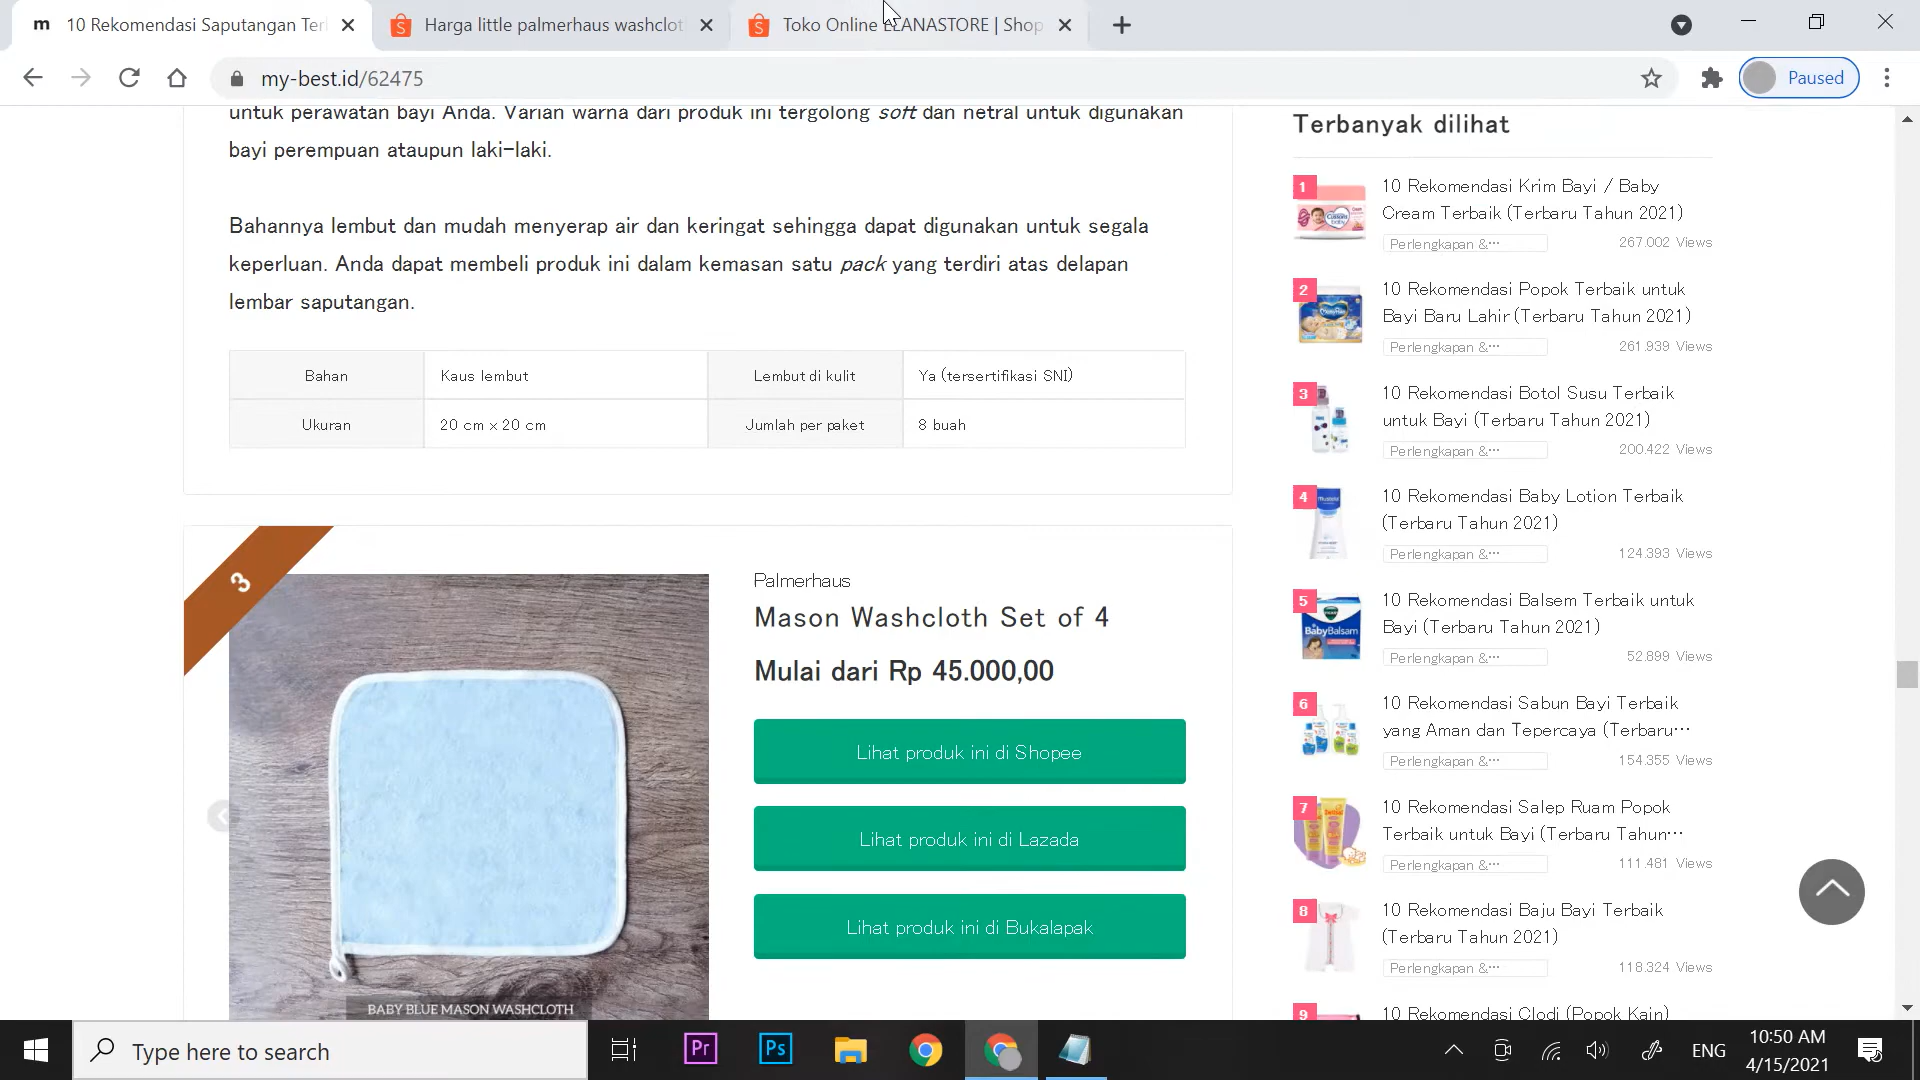 m 10 Rekomendasi Saputangan Ter
Harga little palmerhaus washclot
Toko Online ELANASTORE | Shop
my-best.id/62475
Paused
untuk perawatan bayi Anda. Varian warna dari produk ini tergolong soft dan netral untuk digunakan
bayi perempuan ataupun laki-laki.
Bahannya lembut dan mudah menyerap air dan keringat sehingga dapat digunakan untuk segala
keperluan. Anda dapat membeli produk ini dalam kemasan satu pack yang terdiri atas delapan
lembar saputangan.
Bahan Kaus lembut Lembut di kulit Ya (tersertifikasi SNI)
Ukuran 20 cm x 20 cm Jumlah per paket 8 buah
3
Palmerhaus
Mason Washcloth Set of 4
Mulai dari Rp 45.000,00
Lihat produk ini di Shopee
Lihat produk ini di Lazada
Lihat produk ini di Bukalapak
BABY BLUE MASON WASHCLOTH
Terbanyak dilihat
1
10 Rekomendasi Krim Bayi / Baby
Cream Terbaik (Terbaru Tahun 2021)
Perlengkapan &··· 267.002 Views
2
10 Rekomendasi Popok Terbaik untuk
Bayi Baru Lahir (Terbaru Tahun 2021)
Perlengkapan &··· 261.939 Views
3
10 Rekomendasi Botol Susu Terbaik
untuk Bayi (Terbaru Tahun 2021)
Perlengkapan &··· 200.422 Views
4
10 Rekomendasi Baby Lotion Terbaik
(Terbaru Tahun 2021)
Perlengkapan &··· 124.393 Views
5
BabyBalsam
10 Rekomendasi Balsem Terbaik untuk
Bayi (Terbaru Tahun 2021)
Perlengkapan &··· 52.899 Views
6
10 Rekomendasi Sabun Bayi Terbaik
yang Aman dan Tepercaya (Terbaru···
Perlengkapan &··· 154.355 Views
7
10 Rekomendasi Salep Ruam Popok
Terbaik untuk Bayi (Terbaru Tahun···
Perlengkapan &··· 111.481 Views
8
10 Rekomendasi Baju Bayi Terbaik
(Terbaru Tahun 2021)
Perlengkapan &··· 118.324 Views
9
10 Rekomendasi Clodi (Popok Kain)
Type here to search
Pr
Ps
ENG
10:50 AM
4/15/2021